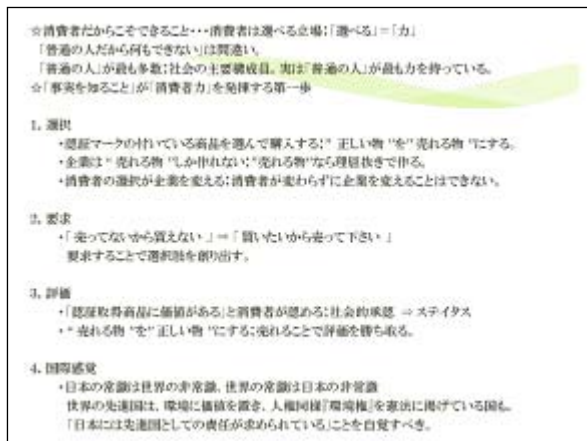 ☆消費者だからこそできること・・・消費者は選べる立場：「選べる」＝「力」
「普通の人だから何もできない」は間違い。
「普通の人」が最も多数：社会の主要構成員。実は「普通の人」が最も力を持っている。
☆「事実を知ること」が「消費者力」を発揮する第一歩
1. 選択
・認証マークの付いている商品を選んで購入する：”正しい物”を”売れる物”にする。
・企業は”売れる物”しか作れない：”売れる物”なら理屈抜きで作る。
・消費者の選択が企業を変える：消費者が変わらずに企業を変えることはできない。
2. 要求
・「売ってないから買えない」⇒「買いたいから売って下さい」
要求することで選択肢を創り出す。
3. 評価
・「認証取得商品に価値がある」と消費者が認める：社会的承認 ⇒ ステイタス
・”売れる物”を”正しい物”にする：売れることで評価を勝ち取る。
4. 国際感覚
・日本の常識は世界の非常識、世界の常識は日本の非常識
世界の先進国は、環境に価値を置き、人権同様『環境権』を憲法に掲げている国も。
「日本には先進国としての責任が求められている」ことを自覚すべき。